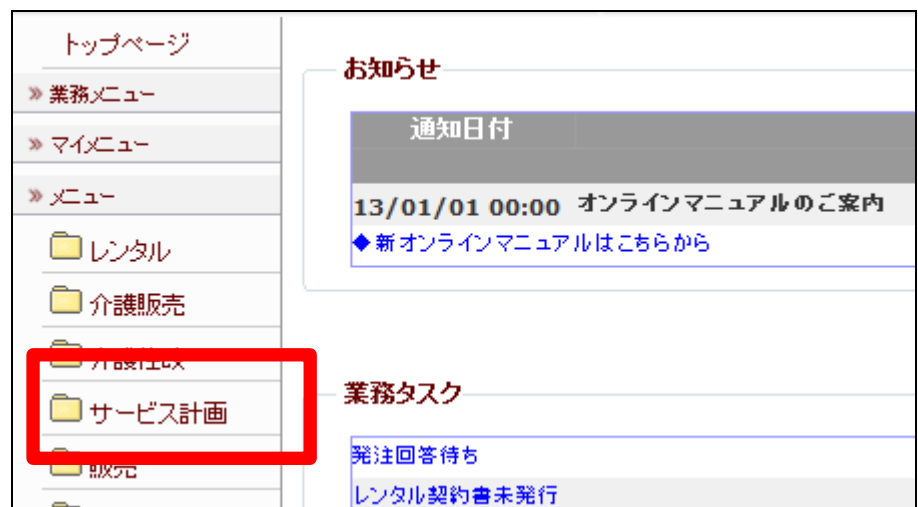 トップページ
» 業務メニュー
» マイメニュー
» メニュー
レンタル
介護販売
サービス計画
販売
お知らせ
通知日付
13/01/01 00:00 オンラインマニュアルのご案内
◆新オンラインマニュアルはこちらから
業務タスク
発注回答待ち
レンタル契約書未発行